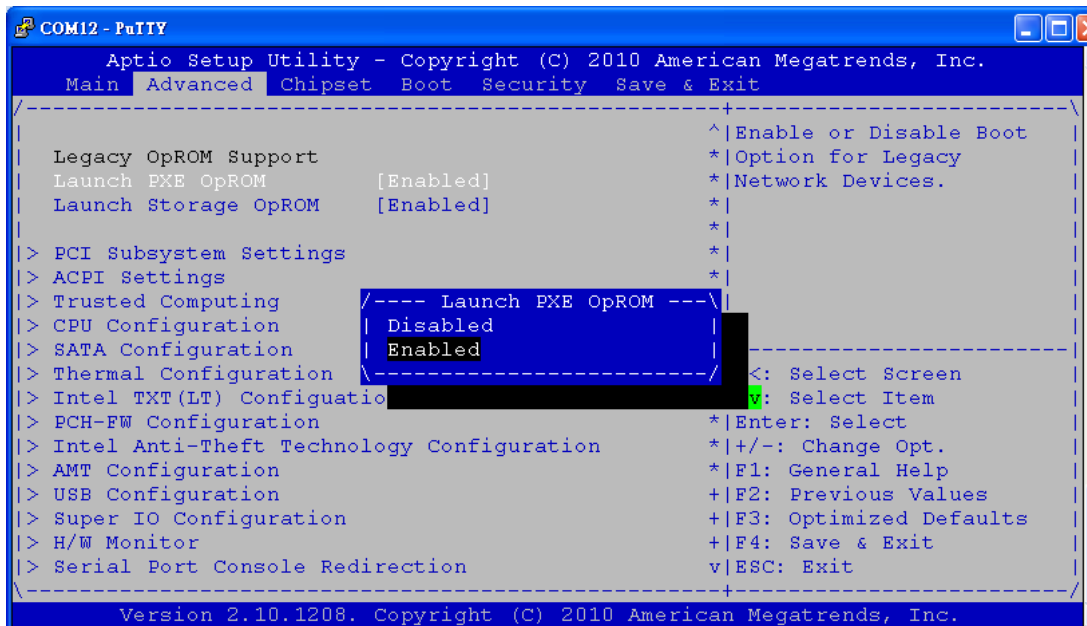 COM12 - PuTTY
Aptio Setup Utility - Copyright (C) 2010 American Megatrends, Inc.
Main Advanced Chipset Boot Security Save & Exit
/----------------------------------------------------+-------------------------\
| ^|Enable or Disable Boot |
| Legacy OpROM Support *|Option for Legacy |
| Launch PXE OpROM [Enabled] *|Network Devices. |
| Launch Storage OpROM [Enabled] *| |
| *| |
|> PCI Subsystem Settings *| |
|> ACPI Settings *| |
|> Trusted Computing /---- Launch PXE OpROM ---\| |
|> CPU Configuration | Disabled | |
|> SATA Configuration | Enabled | -------------------------|
|> Thermal Configuration \-------------------------/ <: Select Screen |
|> Intel TXT(LT) Configuatio v: Select Item |
|> PCH-FW Configuration *|Enter: Select |
|> Intel Anti-Theft Technology Configuration *|+/-: Change Opt. |
|> AMT Configuration *|F1: General Help |
|> USB Configuration +|F2: Previous Values |
|> Super IO Configuration +|F3: Optimized Defaults |
|> H/W Monitor +|F4: Save & Exit |
|> Serial Port Console Redirection v|ESC: Exit |
\----------------------------------------------------+-------------------------/
Version 2.10.1208. Copyright (C) 2010 American Megatrends, Inc.